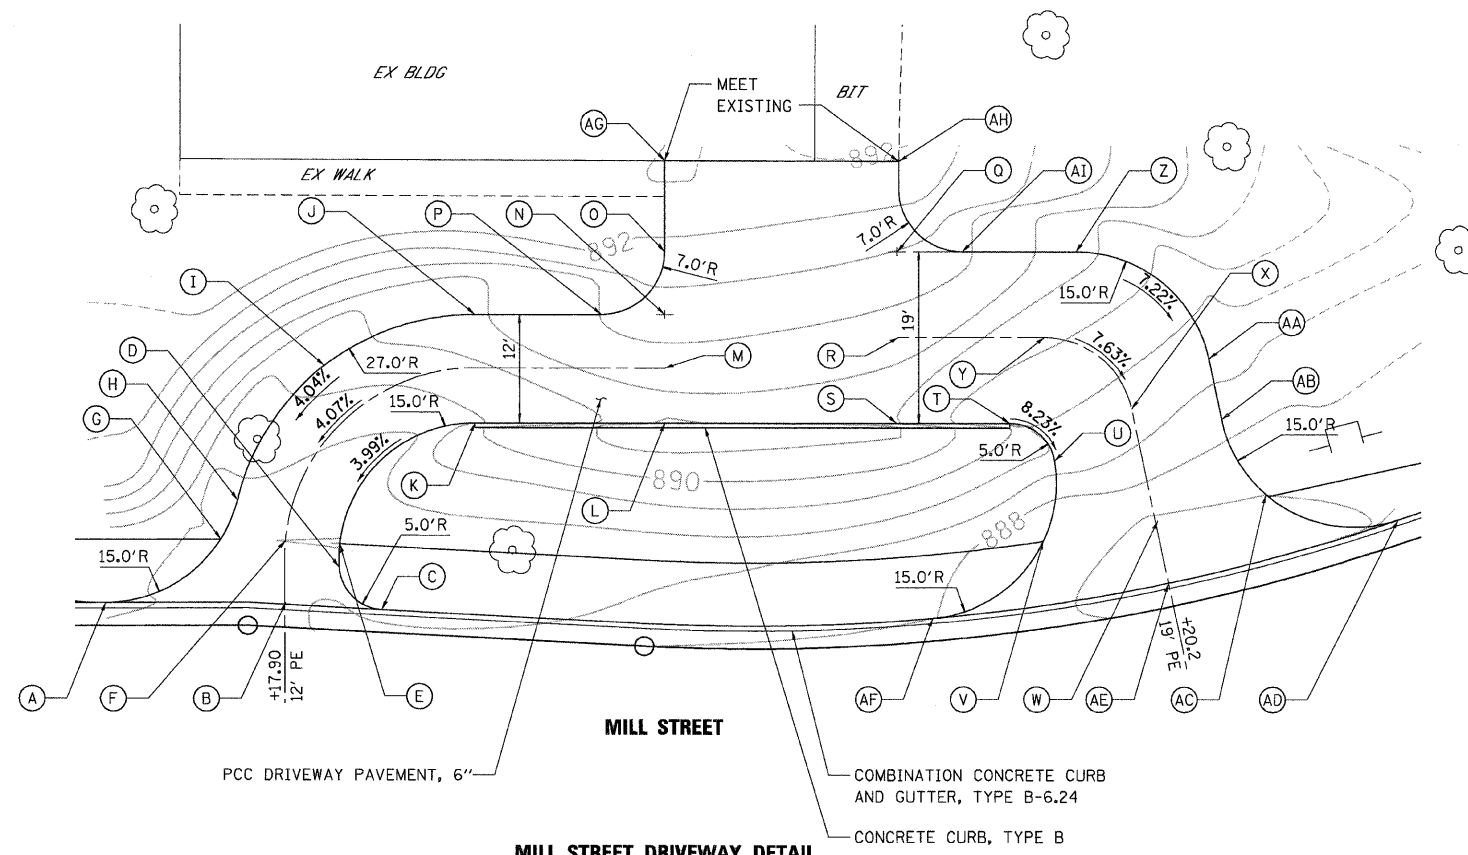 EX BLDG
MEET
EXISTING
BIT
AG
AH
892
EX WALK
Q
AI
Z
J
P
N
O
7.0'R
892
7.0'R
I
15.0'R
7.22%
X
D
12'
19'
AA
27.0'R
M
R
7.63%
H
4.04%
4.07%
Y
AB
G
15.0'R
S
T
8.23%
15.0'R
3.99%
5.0'R
U
K
890
L
5.0'R
888
15.0'R
C
15.0'R
+17.90
12' PE
+20.2
19' PE
A
F
B
E
AF
V
W
AE
AC
AD
MILL STREET
PCC DRIVEWAY PAVEMENT, 6"
COMBINATION CONCRETE CURB
AND GUTTER, TYPE B-6.24
CONCRETE CURB, TYPE B
MILL STREET DRIVEWAY DETAIL